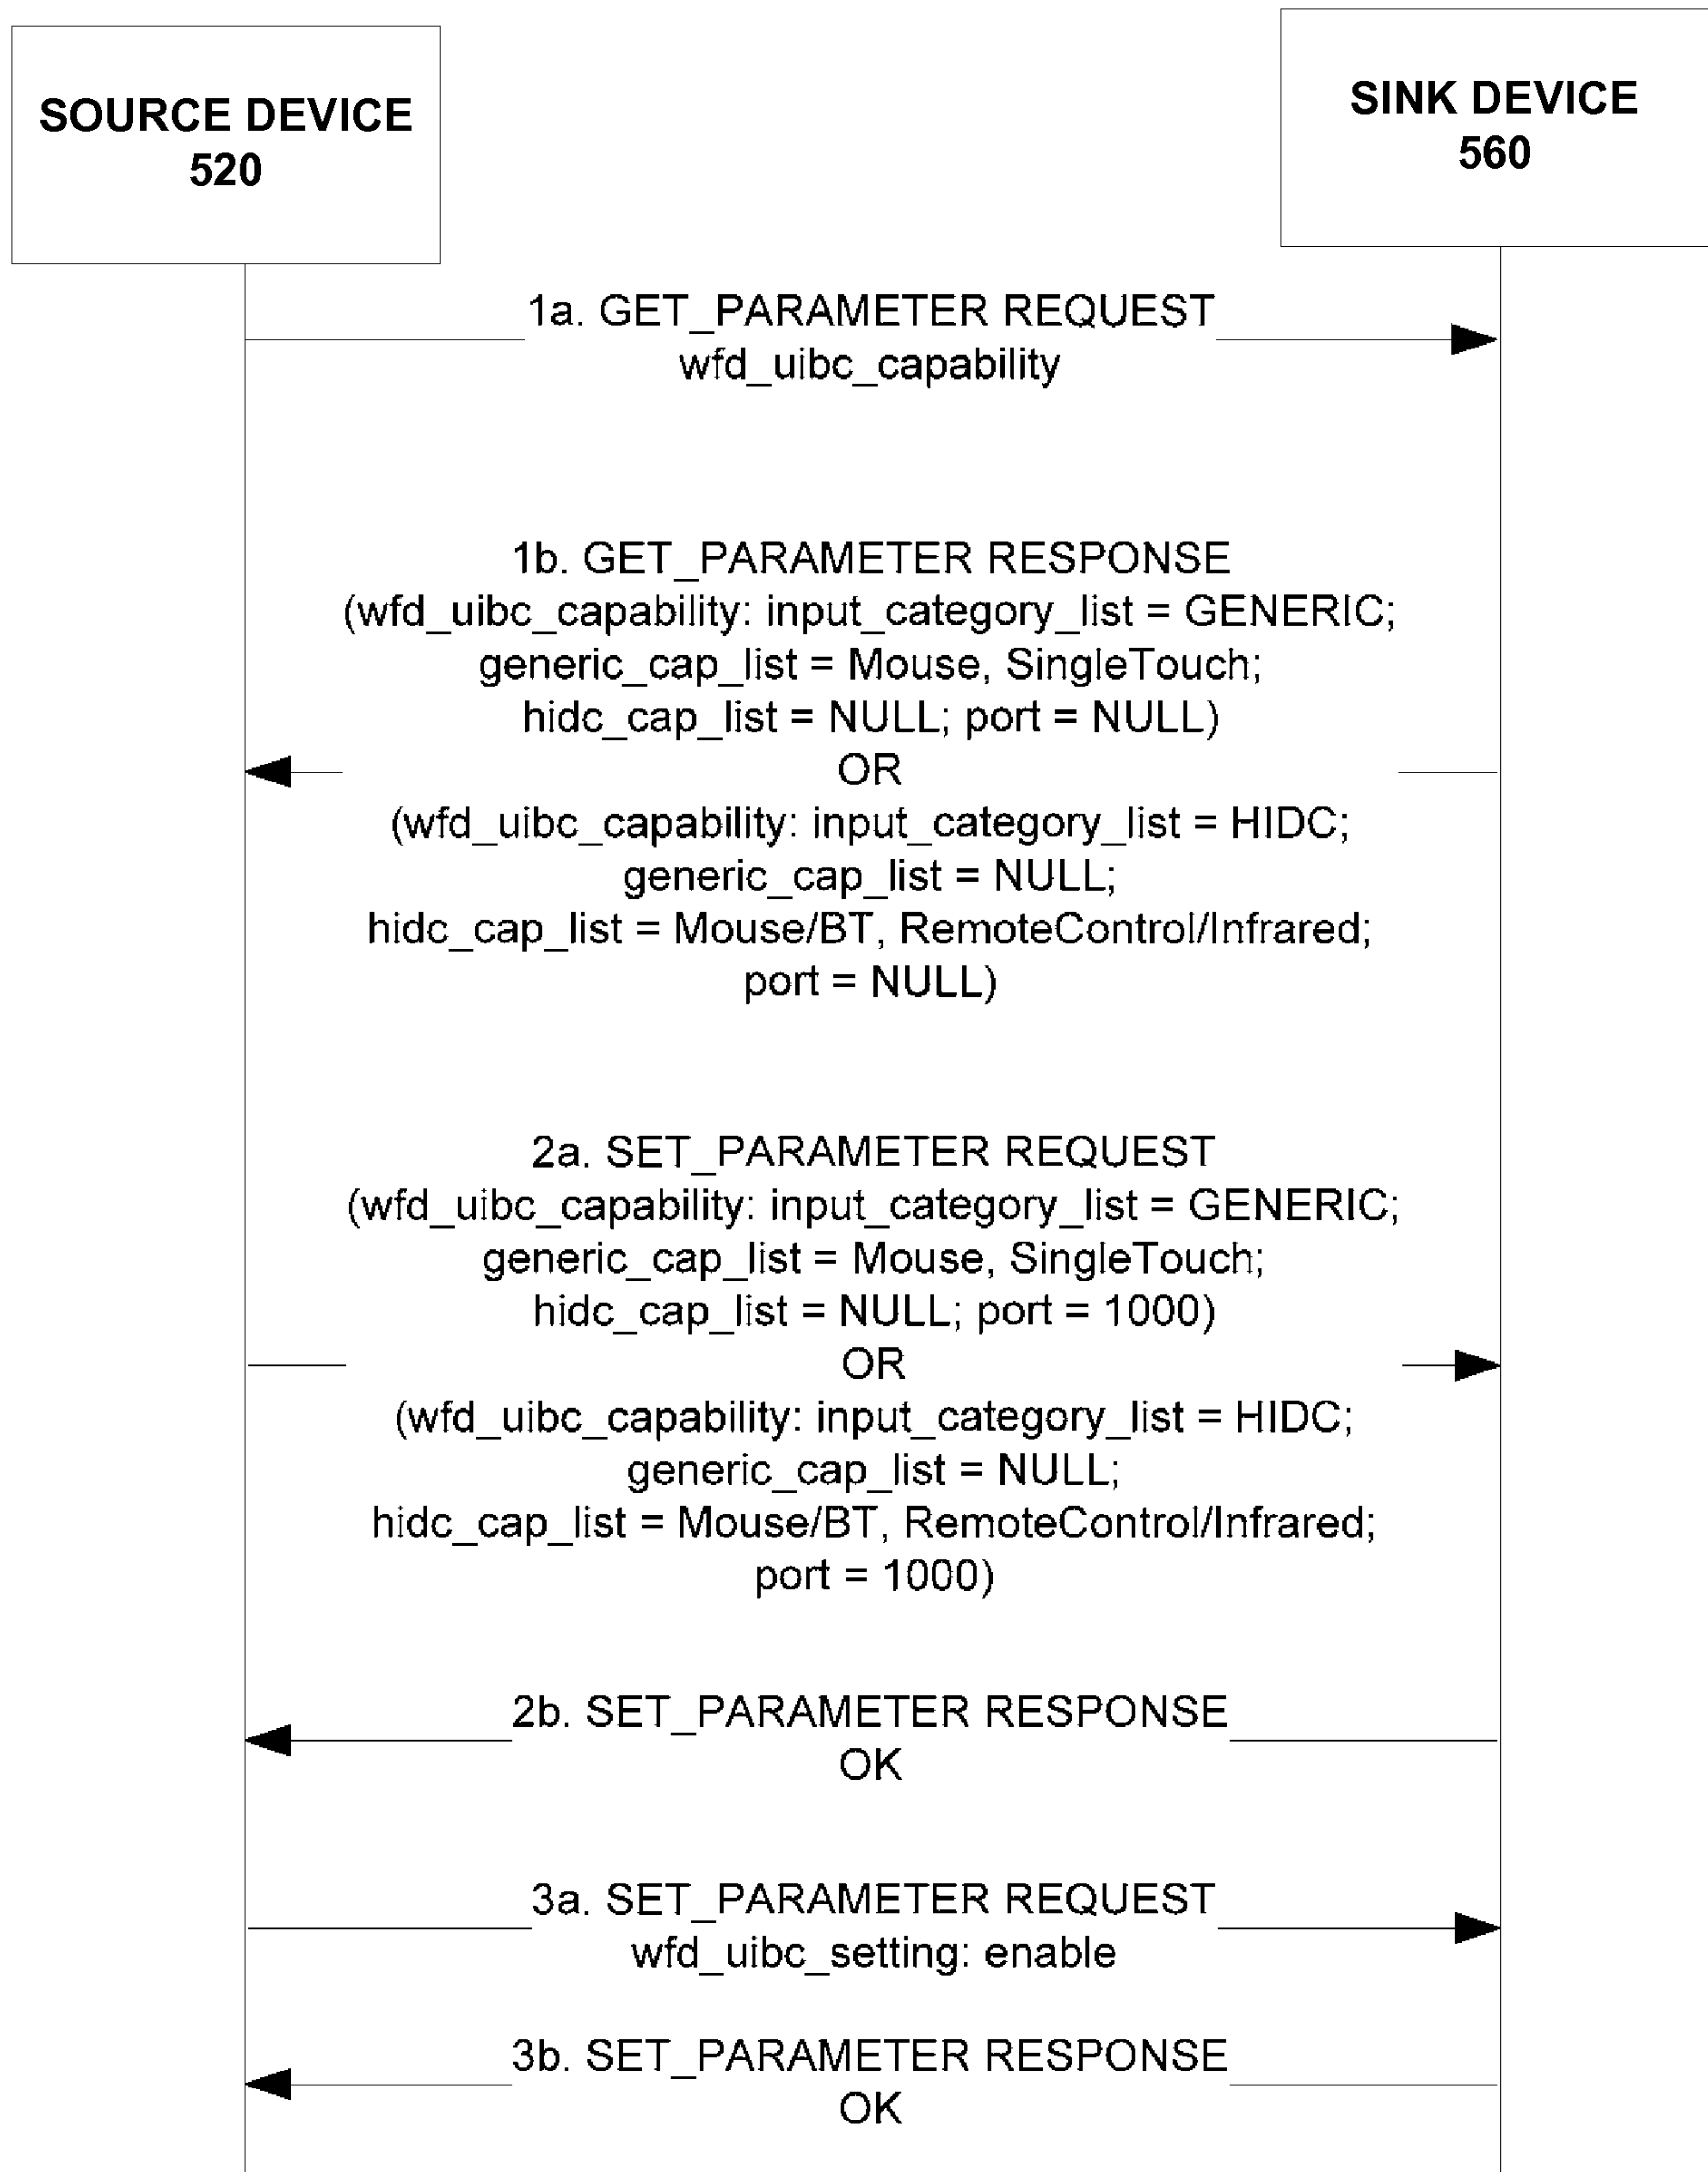 SOURCE DEVICE
520
SINK DEVICE
560
1a. GET_PARAMETER REQUEST
wfd_uibc_capability
1b. GET_PARAMETER RESPONSE
(wfd_uibc_capability: input_category_list = GENERIC;
generic_cap_list = Mouse, SingleTouch;
hidc_cap_list = NULL; port = NULL)
OR
(wfd_uibc_capability: input_category_list = HIDC;
generic_cap_list = NULL;
hidc_cap_list = Mouse/BT, RemoteControl/Infrared;
port = NULL)
2a. SET_PARAMETER REQUEST
(wfd_uibc_capability: input_category_list = GENERIC;
generic_cap_list = Mouse, SingleTouch;
hidc_cap_list = NULL; port = 1000)
OR
(wfd_uibc_capability: input_category_list = HIDC;
generic_cap_list = NULL;
hidc_cap_list = Mouse/BT, RemoteControl/Infrared;
port = 1000)
2b. SET_PARAMETER RESPONSE
OK
3a. SET_PARAMETER REQUEST
wfd_uibc_setting: enable
3b. SET_PARAMETER RESPONSE
OK